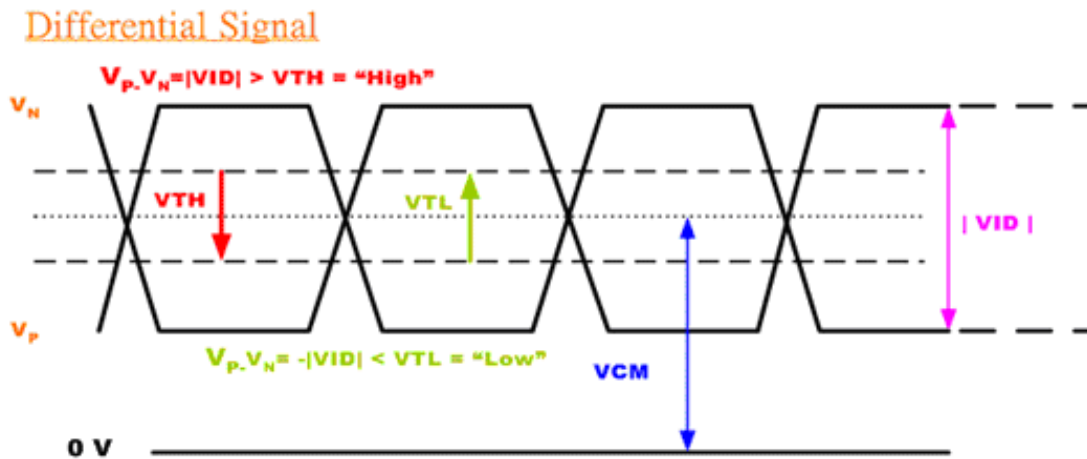 Differential Signal
VP-VN=|VID| > VTH = “High”
VN
VTH
VTL
| VID |
VP
VP-VN= -|VID| < VTL = “Low”
VCM
0 V